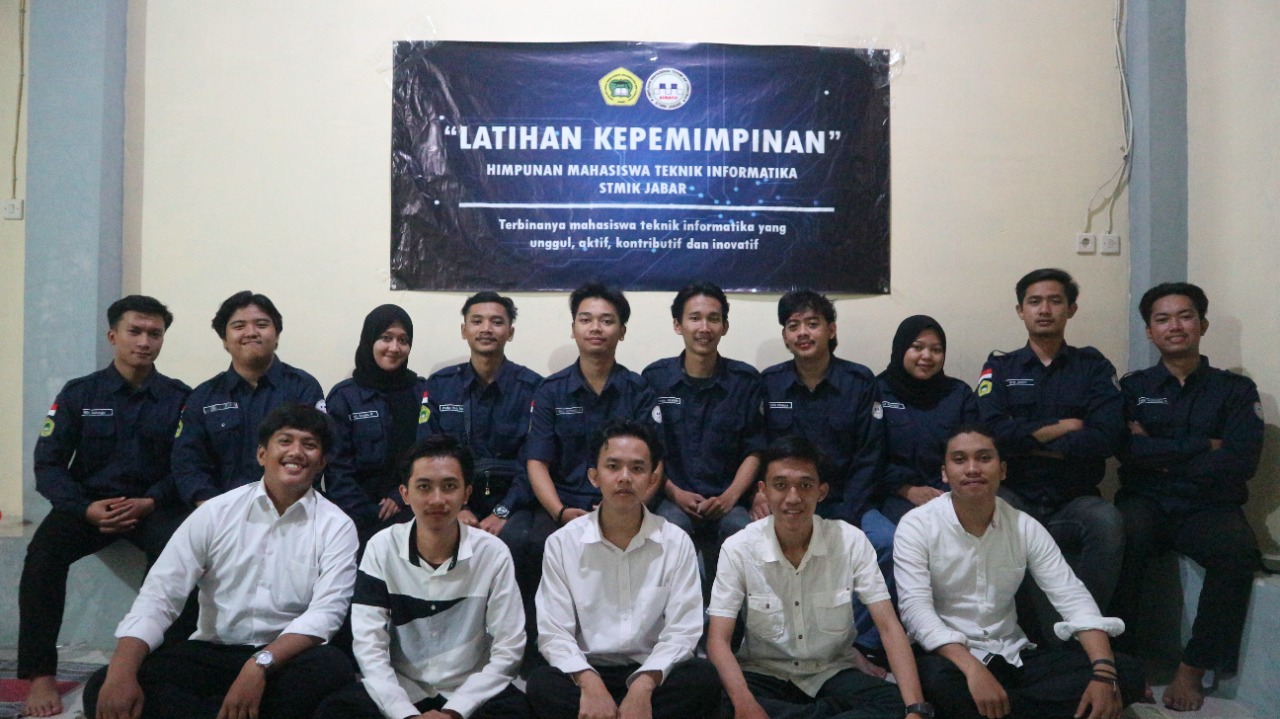 “LATIHAN KEPEMIMPINAN”
HIMPUNAN MAHASISWA TEKNIK INFORMATIKA
STMIK JABAR
Terbinanya mahasiswa teknik informatika yang
unggul, aktif, kontributif dan inovatif